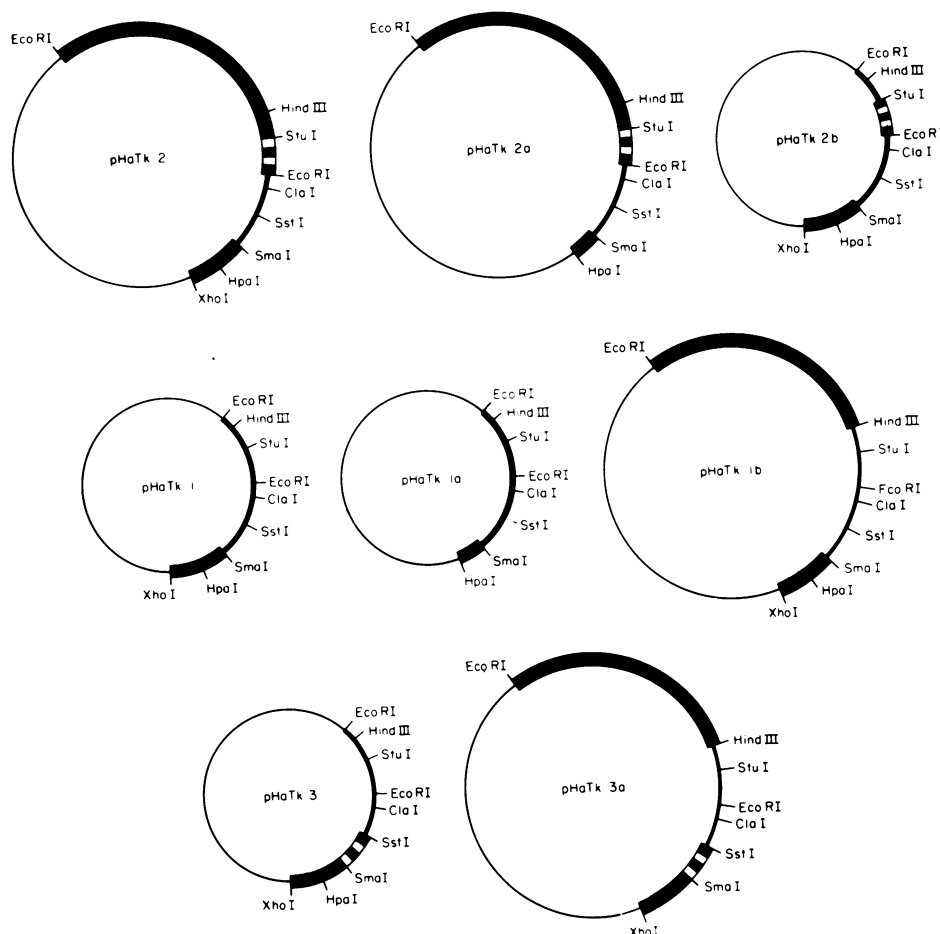 Eco RI
Hind III
Stu I
pHaTk 2
Eco RI
Cla I
Sst I
Sma I
Hpa I
Xho I
Eco RI
Hind III
Stu I
pHaTk 2a
Eco RI
Cla I
Sst I
Sma I
Hpa I
Eco RI
Hind III
Stu I
pHaTk 2b
Eco RI
Cla I
Sst I
Sma I
Hpa I
Xho I
Eco RI
Hind III
Stu I
pHaTk 1
Eco RI
Cla I
Sst I
Sma I
Hpa I
Xho I
Eco RI
Hind III
Stu I
pHaTk 1a
Eco RI
Cla I
Sst I
Sma I
Hpa I
Eco RI
Hind III
Stu I
pHaTk 1b
Eco RI
Cla I
Sst I
Sma I
Hpa I
Xho I
Eco RI
Hind III
Stu I
pHaTk 3
Eco RI
Cla I
Sst I
Sma I
Hpa I
Xho I
Eco RI
Hind III
Stu I
pHaTk 3a
Eco RI
Cla I
Sst I
Sma I
Xho I